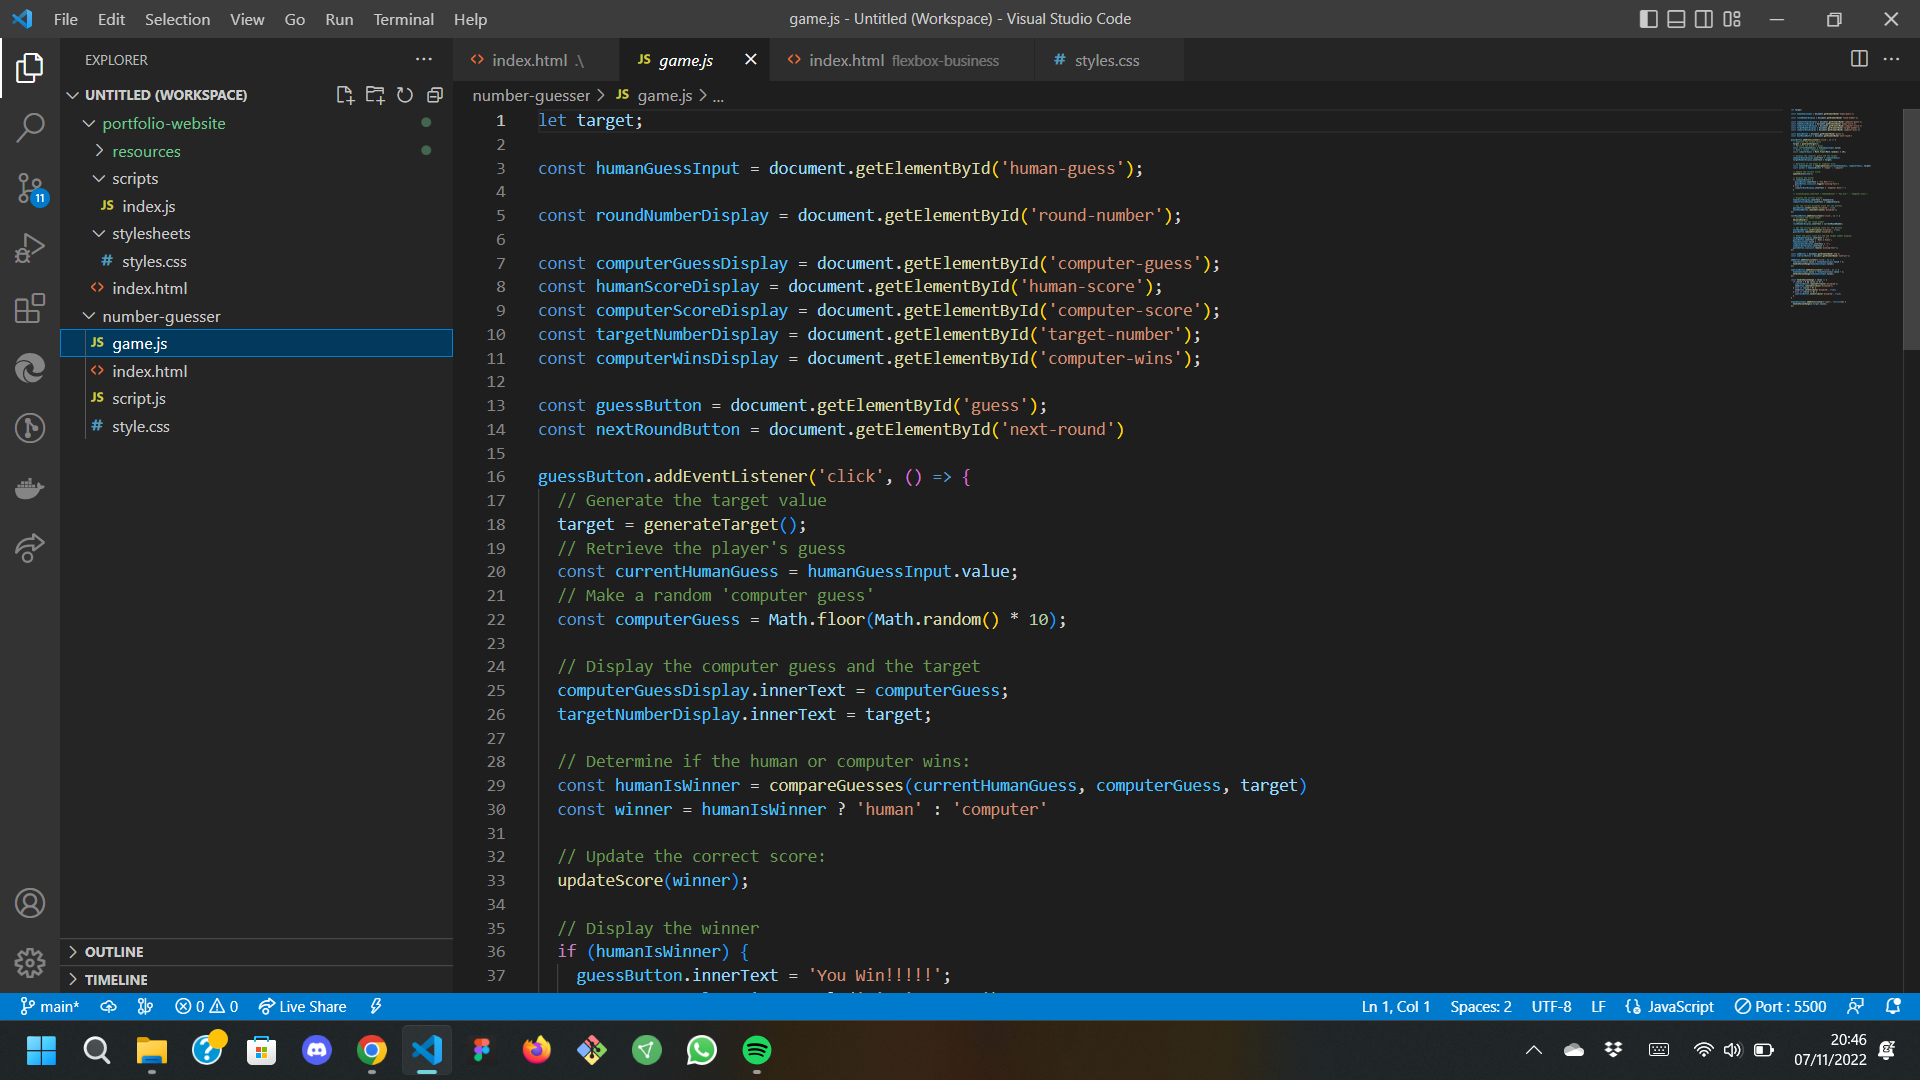 File Edit Selection View Go Run Terminal Help
game.js - Untitled (Workspace) - Visual Studio Code
EXPLORER
index.html .\
JS game.js
index.html flexbox-business
# styles.css
UNTITLED (WORKSPACE)
number-guesser > JS game.js > ...
portfolio-website
resources
scripts
JS index.js
stylesheets
# styles.css
index.html
number-guesser
JS game.js
index.html
JS script.js
# style.css
11
OUTLINE
TIMELINE
1 let target;
2
3 const humanGuessInput = document.getElementById('human-guess');
4
5 const roundNumberDisplay = document.getElementById('round-number');
6
7 const computerGuessDisplay = document.getElementById('computer-guess');
8 const humanScoreDisplay = document.getElementById('human-score');
9 const computerScoreDisplay = document.getElementById('computer-score');
10 const targetNumberDisplay = document.getElementById('target-number');
11 const computerWinsDisplay = document.getElementById('computer-wins');
12
13 const guessButton = document.getElementById('guess');
14 const nextRoundButton = document.getElementById('next-round')
15
16 guessButton.addEventListener('click', () => {
17 // Generate the target value
18 target = generateTarget();
19 // Retrieve the player's guess
20 const currentHumanGuess = humanGuessInput.value;
21 // Make a random 'computer guess'
22 const computerGuess = Math.floor(Math.random() * 10);
23
24 // Display the computer guess and the target
25 computerGuessDisplay.innerText = computerGuess;
26 targetNumberDisplay.innerText = target;
27
28 // Determine if the human or computer wins:
29 const humanIsWinner = compareGuesses(currentHumanGuess, computerGuess, target)
30 const winner = humanIsWinner ? 'human' : 'computer'
31
32 // Update the correct score:
33 updateScore(winner);
34
35 // Display the winner
36 if (humanIsWinner) {
37 guessButton.innerText = 'You Win!!!!!';
main* 0 0 Live Share
Ln 1, Col 1 Spaces: 2 UTF-8 LF JavaScript Port : 5500
20:46
07/11/2022